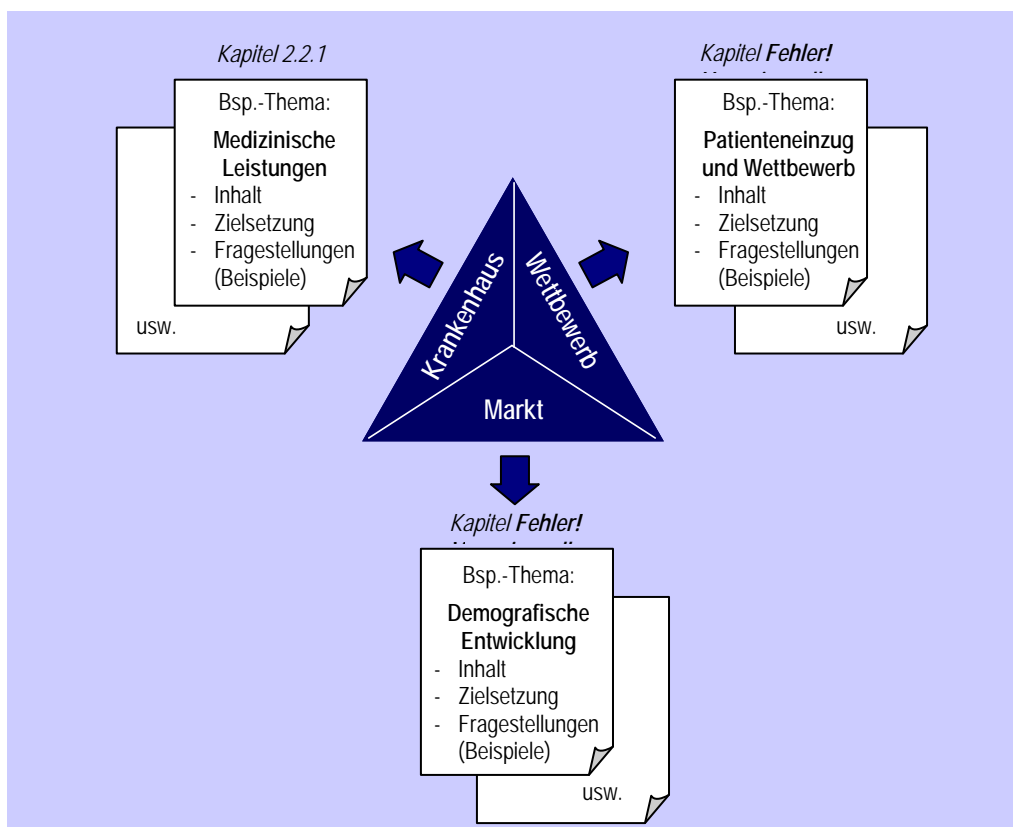 Kapitel 2.2.1
Bsp.-Thema:
Medizinische
Leistungen
- Inhalt
- Zielsetzung
- Fragestellungen
(Beispiele)
usw.
Kapitel Fehler!
Bsp.-Thema:
Patienteneinzug
und Wettbewerb
- Inhalt
- Zielsetzung
- Fragestellungen
(Beispiele)
usw.
Krankenhaus
Wettbewerb
Markt
Kapitel Fehler!
Bsp.-Thema:
Demografische
Entwicklung
- Inhalt
- Zielsetzung
- Fragestellungen
(Beispiele)
usw.